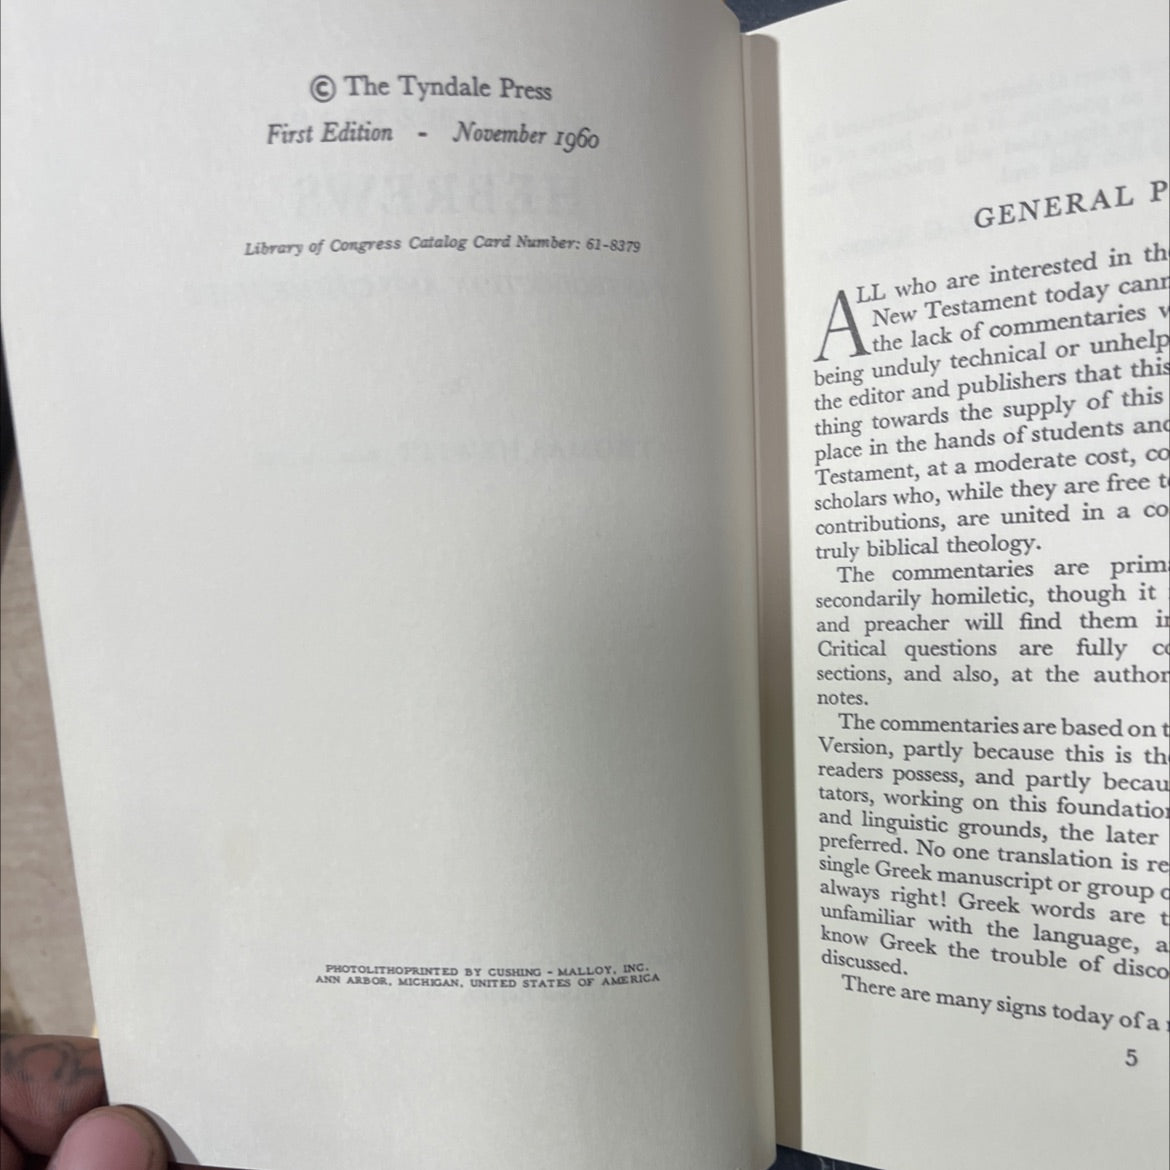 © The Tyndale Press
First Edition - November 1960
Library of Congress Catalog Card Number: 61-8379
PHOTOLITHOPRINTED BY CUSHING - MALLOY, INC.
ANN ARBOR, MICHIGAN, UNITED STATES OF AMERICA
GENERAL P
ALL who are interested in th
New Testament today cann
the lack of commentaries w
being unduly technical or unhelp
the editor and publishers that this
thing towards the supply of this
place in the hands of students and
Testament, at a moderate cost, co
scholars who, while they are free t
contributions, are united in a co
truly biblical theology.
The commentaries are prim
secondarily homiletic, though it
and preacher will find them in
Critical questions are fully co
sections, and also, at the author
notes.
The commentaries are based on t
Version, partly because this is th
readers possess, and partly becau
tators, working on this foundation
and linguistic grounds, the later
preferred. No one translation is re
single Greek manuscript or group o
always right! Greek words are t
unfamiliar with the language, a
know Greek the trouble of disco
discussed.
There are many signs today of a
5